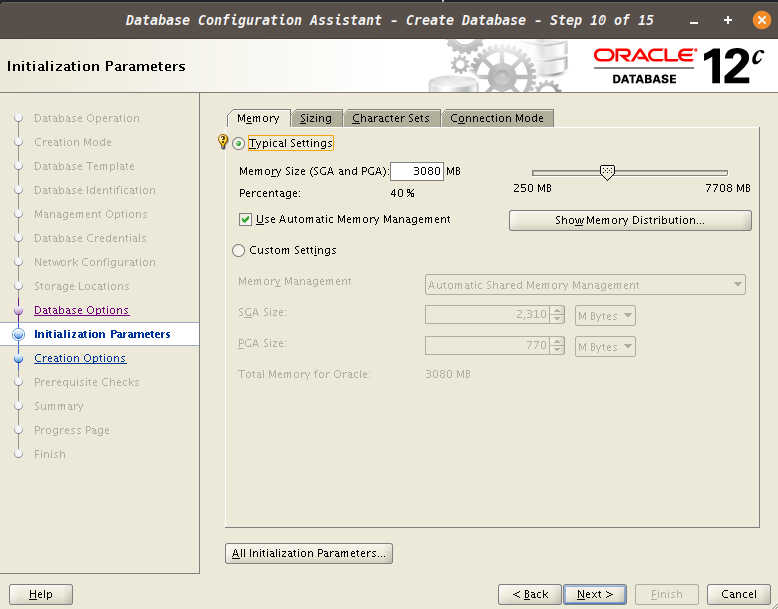 Database Configuration Assistant - Create Database - Step 10 of 15
Initialization Parameters
ORACLE®
DATABASE
12c
Database Operation
Creation Mode
Database Template
Database Identification
Management Options
Database Credentials
Network Configuration
Storage Locations
Database Options
Initialization Parameters
Creation Options
Prerequisite Checks
Summary
Progress Page
Finish
Memory Sizing Character Sets Connection Mode
Typical Settings
Memory Size (SGA and PGA): 3080 MB
250 MB 7708 MB
Percentage: 40 %
Use Automatic Memory Management
Show Memory Distribution...
Custom Settings
Memory Management Automatic Shared Memory Management
SGA Size: 2,310 M Bytes
PGA Size: 770 M Bytes
Total Memory for Oracle: 3080 MB
All Initialization Parameters...
Help < Back Next > Finish Cancel